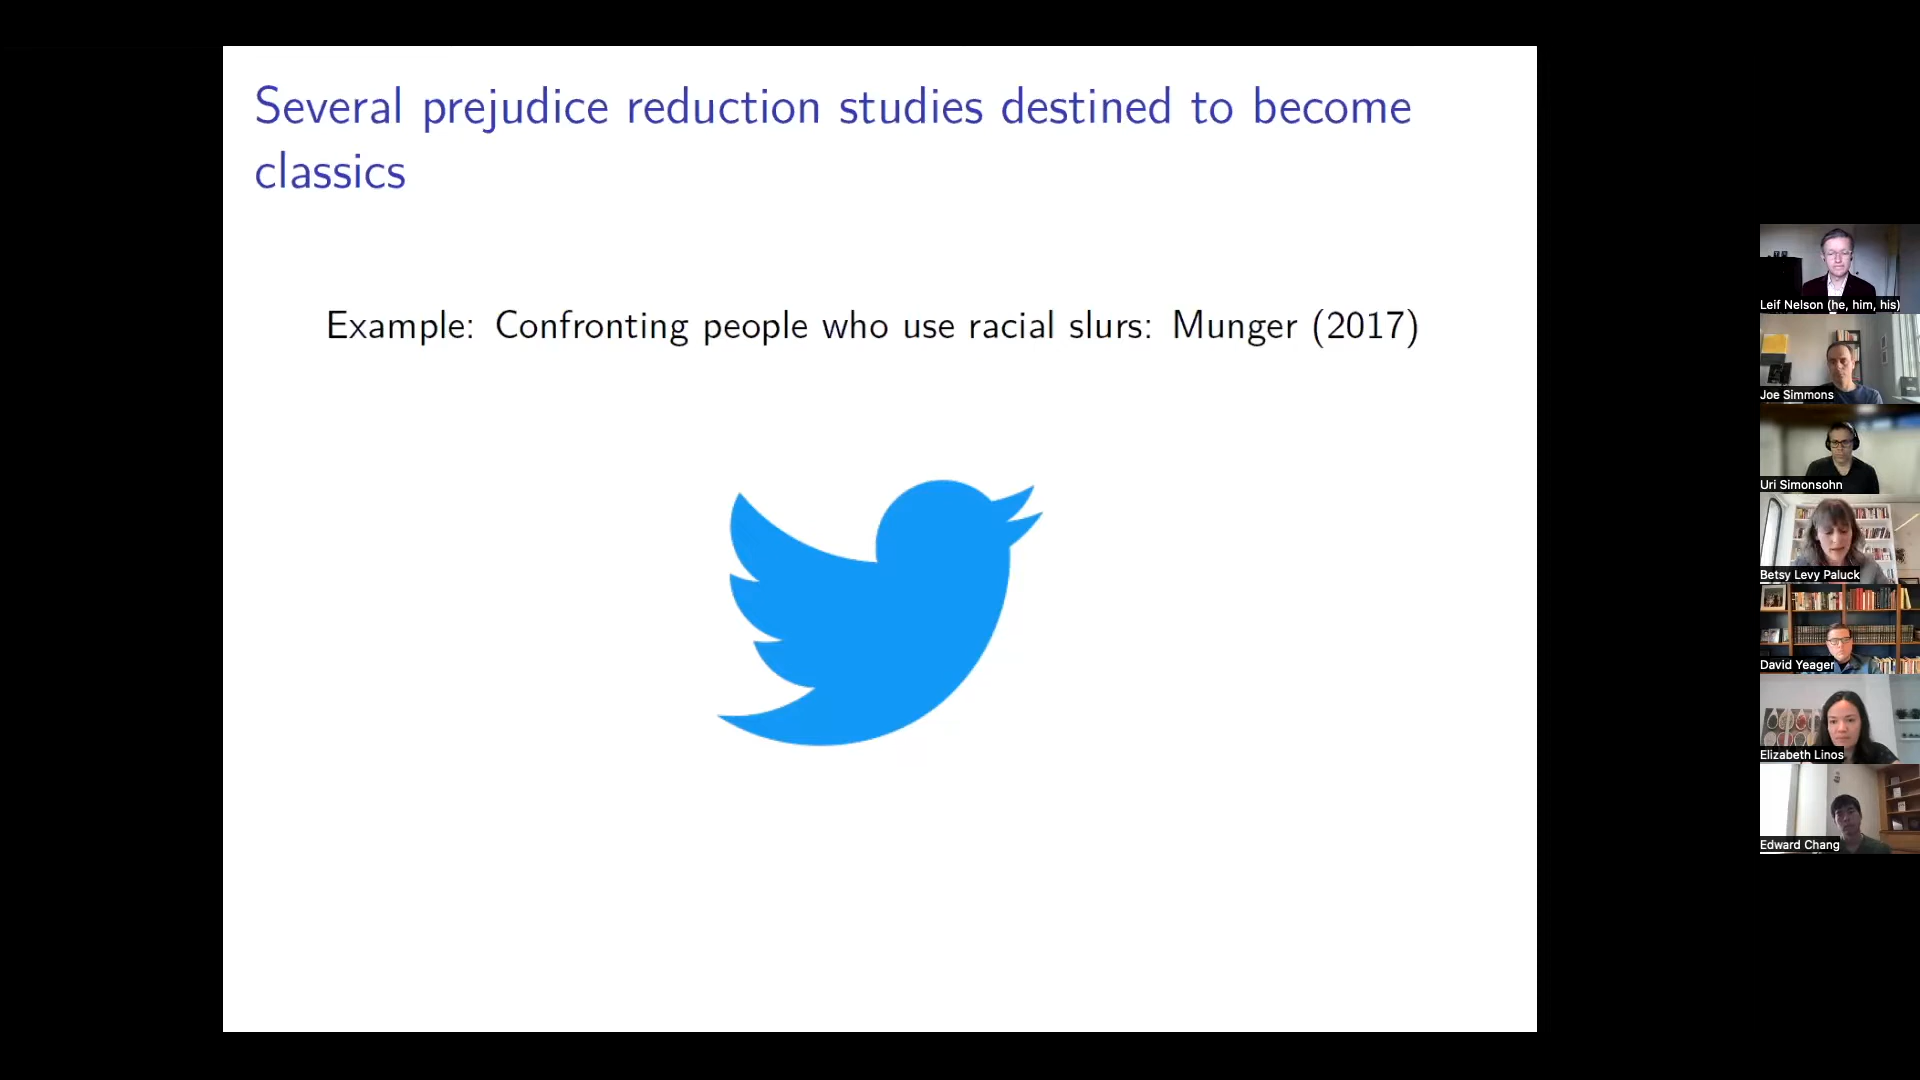 Several prejudice reduction studies destined to become
classics
Example: Confronting people who use racial slurs: Munger (2017)
Leif Nelson (he, him, his)
Joe Simmons
Uri Simonsohn
Betsy Levy Paluck
David Yeager
Elizabeth Linos
Edward Chang